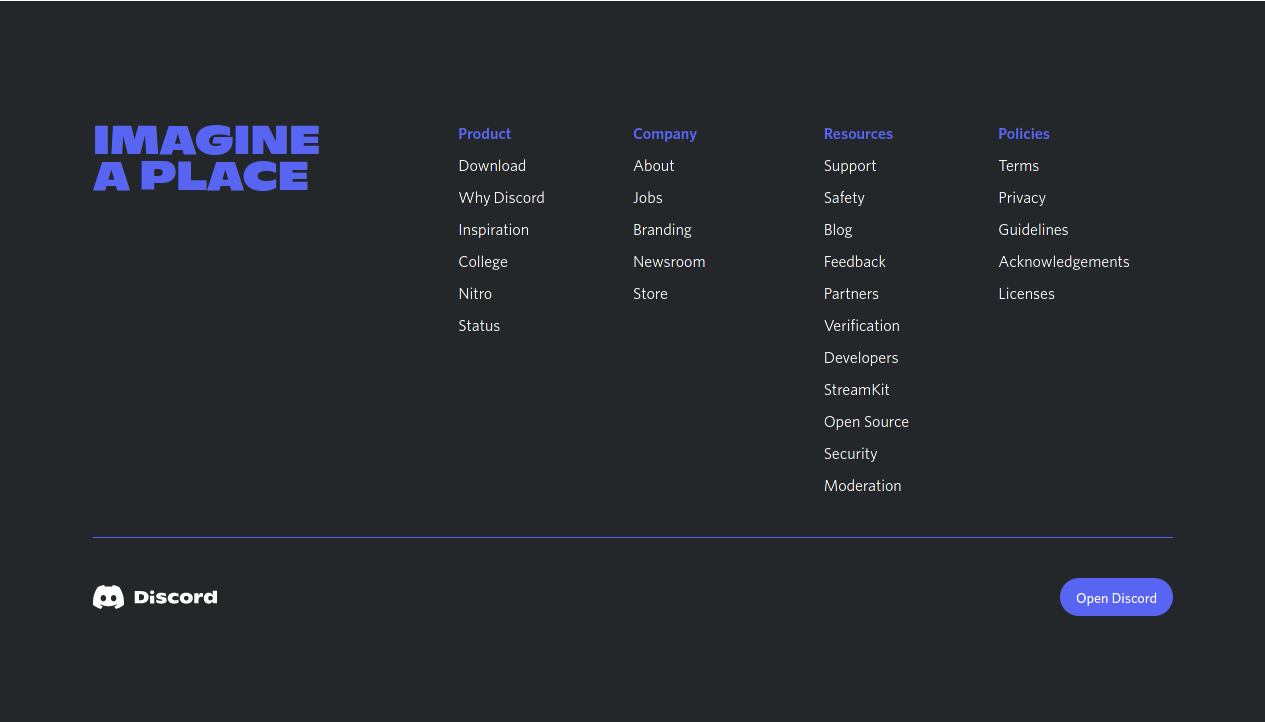 IMAGINE
A PLACE
Product
Download
Why Discord
Inspiration
College
Nitro
Status
Company
About
Jobs
Branding
Newsroom
Store
Resources
Support
Safety
Blog
Feedback
Partners
Verification
Developers
StreamKit
Open Source
Security
Moderation
Policies
Terms
Privacy
Guidelines
Acknowledgements
Licenses
Discord
Open Discord